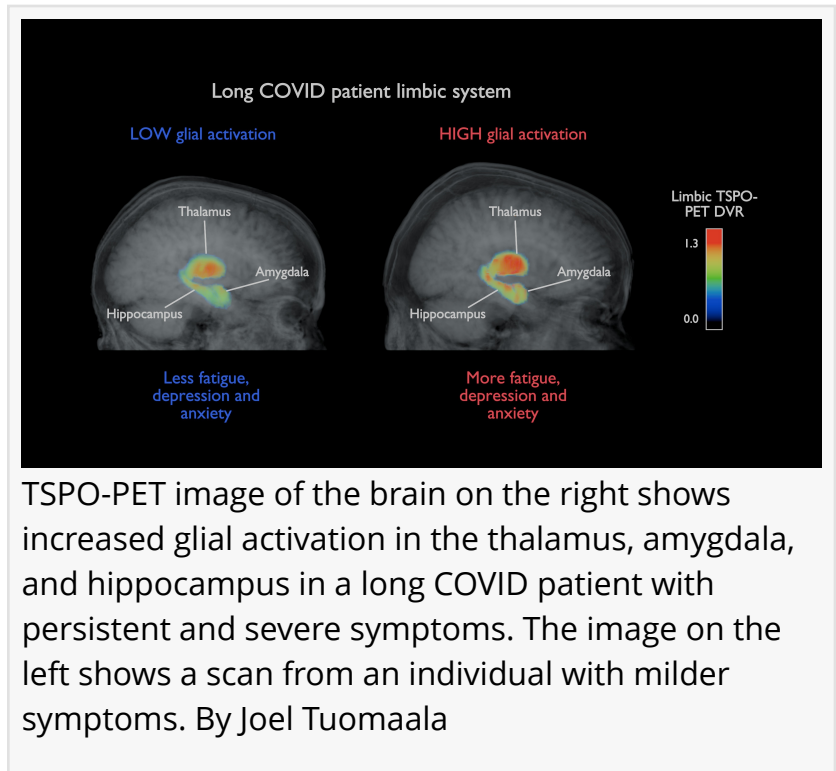 Long COVID patient limbic system
LOW glial activation
HIGH glial activation
Thalamus
Amygdala
Hippocampus
Thalamus
Amygdala
Hippocampus
Limbic TSPO-
PET DVR
1.3
0.0
Less fatigue,
depression and
anxiety
More fatigue,
depression and
anxiety
TSPO-PET image of the brain on the right shows
increased glial activation in the thalamus, amygdala,
and hippocampus in a long COVID patient with
persistent and severe symptoms. The image on the
left shows a scan from an individual with milder
symptoms. By Joel Tuomaala